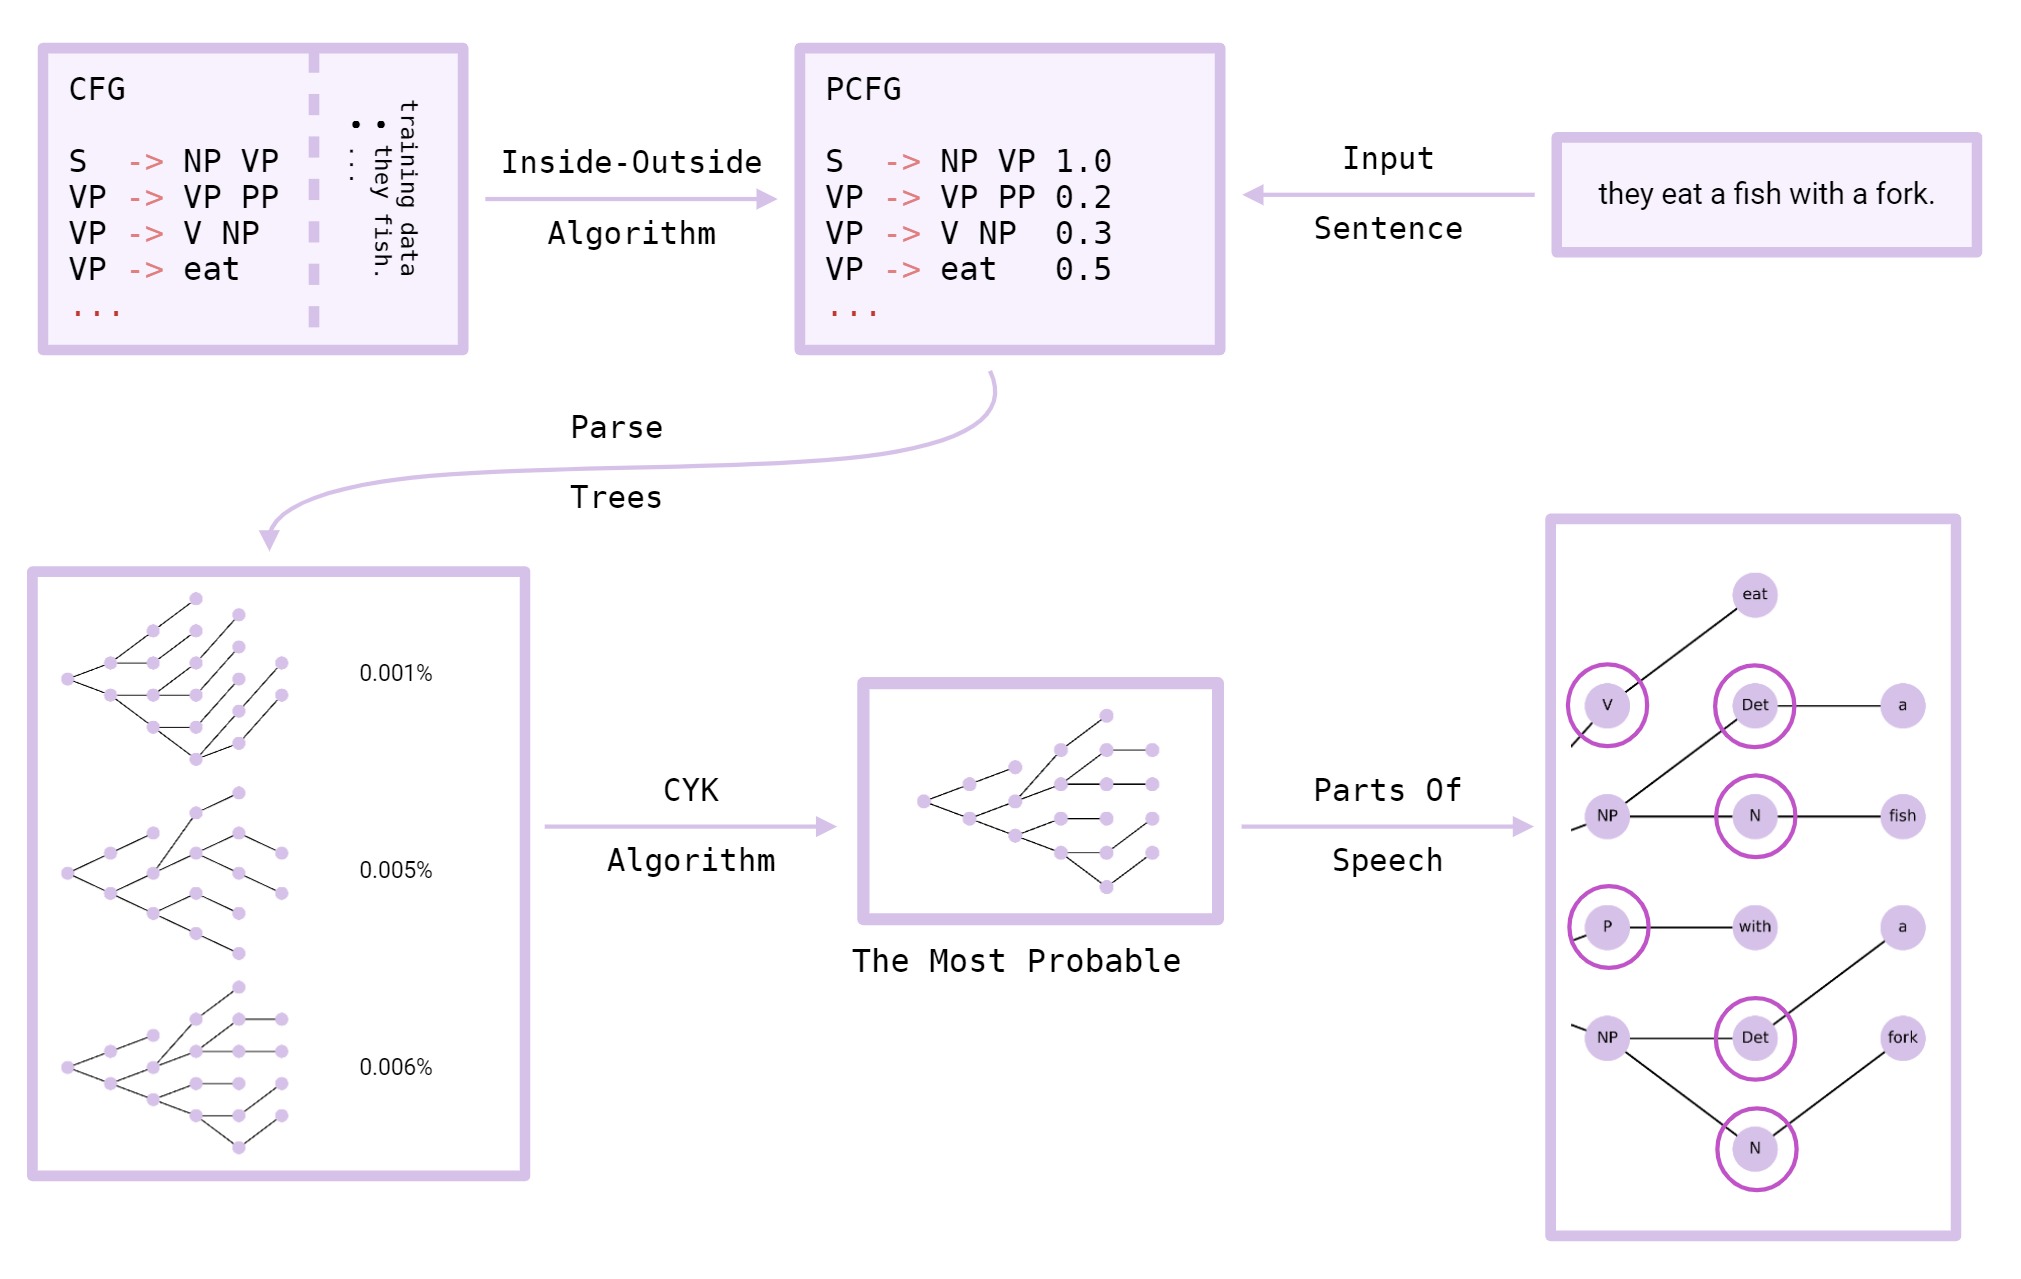 CFG
S -> NP VP
VP -> VP PP
VP -> V NP
VP -> eat
...
training data
• they fish.
• ...
Inside-Outside
Algorithm
PCFG
S -> NP VP 1.0
VP -> VP PP 0.2
VP -> V NP 0.3
VP -> eat 0.5
...
Input
Sentence
they eat a fish with a fork.
Parse
Trees
0.001%
0.005%
0.006%
CYK
Algorithm
The Most Probable
Parts Of
Speech
eat
V
Det
a
NP
N
fish
P
with
a
NP
Det
fork
N